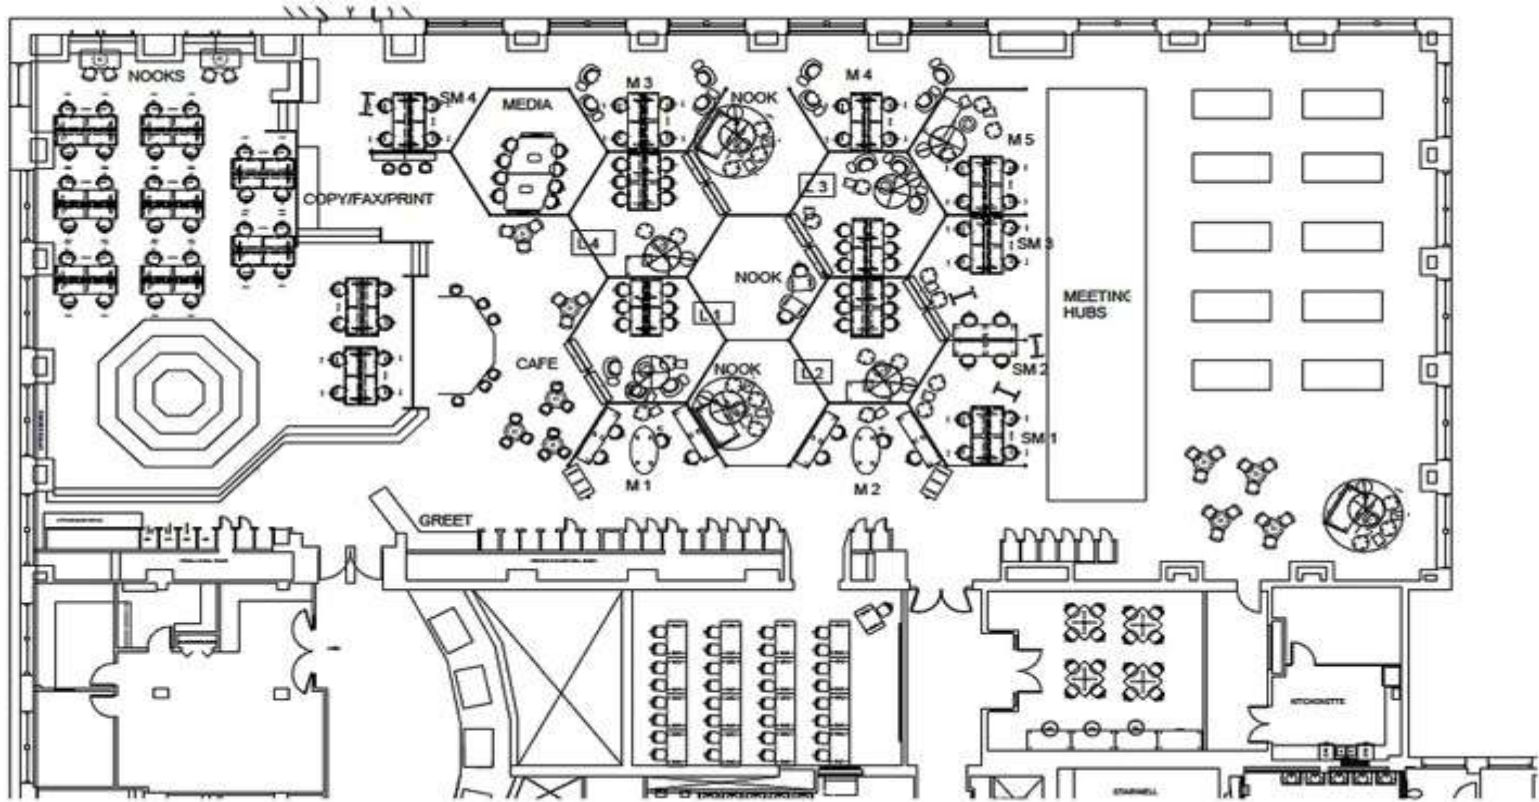 NOOKS
SM 4
MEDIA
M 3
NOOK
M 4
M 5
COPY/FAX/PRINT
L 3
L 4
SM 3
NOOK
L 1
MEETING
HUBS
CAFE
NOOK
L 2
SM 2
SM 1
M 1
M 2
GREET
KITCHENETTE
STAIRWELL